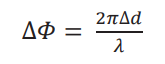 ΔΦ = 2πΔd / λ